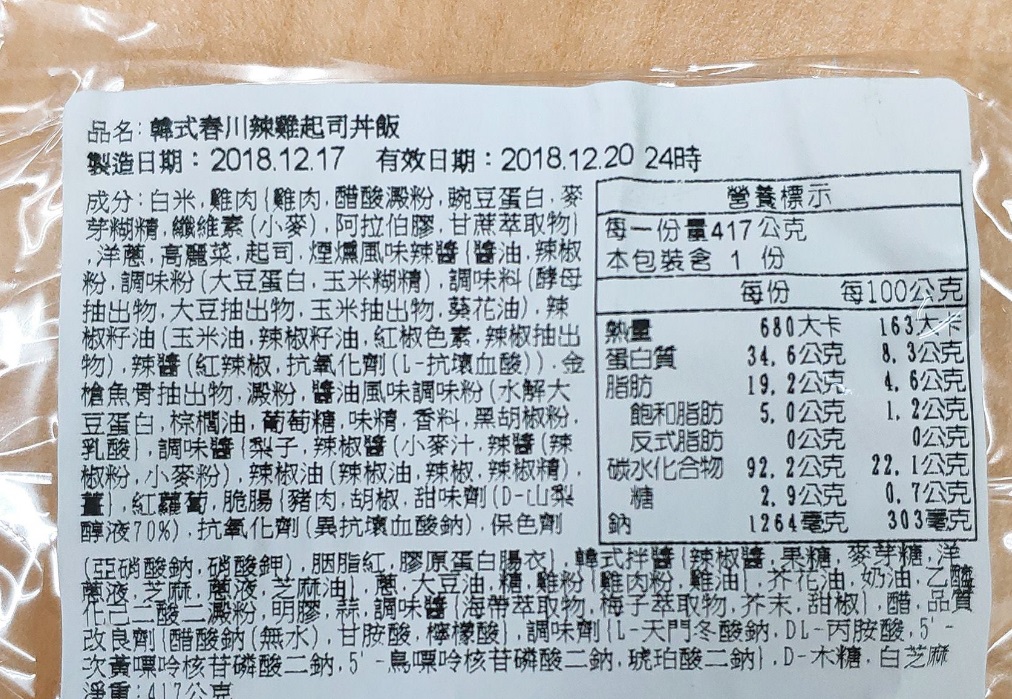 品名:韓式春川辣雞起司丼飯
製造日期:2018.12.17 有效日期:2018.12.20 24時
成分:白米.雞肉{雞肉.醋酸澱粉.豌豆蛋白.麥
芽糊精.纖維素(小麥).阿拉伯膠.甘蔗萃取物}
.洋蔥.高麗菜.起司.煙燻風味辣醬{醬油.辣椒
粉.調味粉(大豆蛋白.玉米糊精).調味料(酵母
抽出物.大豆抽出物.玉米抽出物.葵花油).辣
椒籽油(玉米油.辣椒籽油.紅椒色素.辣椒抽出
物).辣醬(紅辣椒.抗氧化劑(L-抗壞血酸)).金
槍魚骨抽出物.澱粉.醬油風味調味粉(水解大
豆蛋白.棕櫚油.葡萄糖.味精.香料.黑胡椒粉.
乳酸}.調味醬{梨子.辣椒醬(小麥汁.辣醬(辣
椒粉.小麥粉).辣椒油(辣椒油.辣椒.辣椒精).
薑}.紅蘿蔔.脆腸{豬肉.胡椒.甜味劑(D-山梨
醇液70%).抗氧化劑(異抗壞血酸鈉).保色劑
(亞硝酸鈉.硝酸鉀).胭脂紅.膠原蛋白腸衣}.韓式拌醬{辣椒醬.果糖.麥芽糖.洋
蔥液.芝麻.蔥液.芝麻油}.蔥.大豆油.糖.雞粉{雞肉粉.雞油}.芥花油.奶油.乙醯
化己二酸二澱粉.明膠.蒜.調味醬{海帶萃取物.梅子萃取物.芥末.甜椒}.醋.品質
改良劑{醋酸鈉(無水).甘胺酸.檸檬酸}.調味劑{L-天門冬酸鈉.DL-丙胺酸.5'-
次黃嘌呤核苷磷酸二鈉.5'-鳥嘌呤核苷磷酸二鈉.琥珀酸二鈉}.D-木糖.白芝麻
淨重:417公克
營養標示
每一份量417公克
本包裝含 1 份
每份 每100公克
熱量 680大卡 163大卡
蛋白質 34.6公克 8.3公克
脂肪 19.2公克 4.6公克
飽和脂肪 5.0公克 1.2公克
反式脂肪 0公克 0公克
碳水化合物 92.2公克 22.1公克
糖 2.9公克 0.7公克
鈉 1264毫克 303毫克